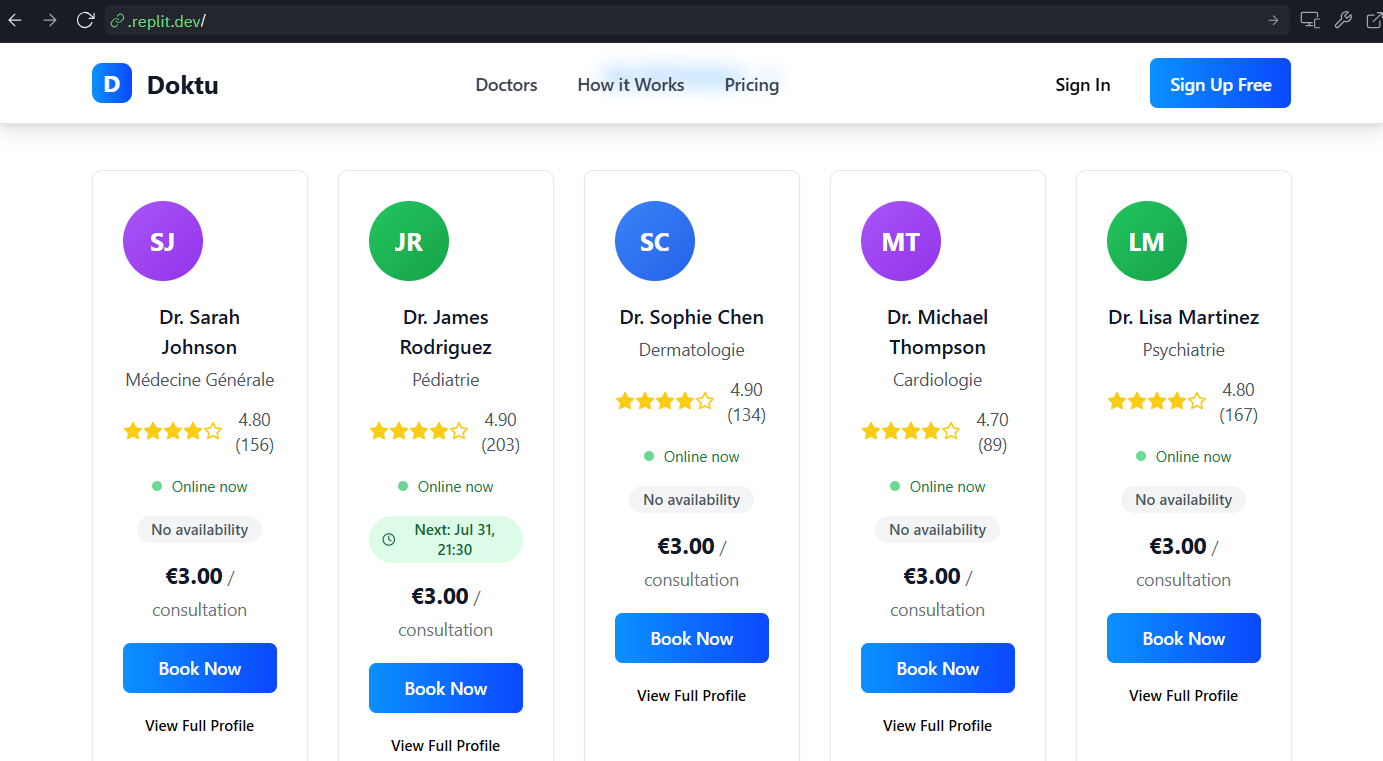 .replit.dev/
D Doktu Doctors How it Works Pricing Sign In Sign Up Free
SJ
Dr. Sarah
Johnson
Médecine Générale
4.80
(156)
Online now
No availability
€3.00 /
consultation
Book Now
View Full Profile
JR
Dr. James
Rodriguez
Pédiatrie
4.90
(203)
Online now
Next: Jul 31,
21:30
€3.00 /
consultation
Book Now
View Full Profile
SC
Dr. Sophie Chen
Dermatologie
4.90
(134)
Online now
No availability
€3.00 /
consultation
Book Now
View Full Profile
MT
Dr. Michael
Thompson
Cardiologie
4.70
(89)
Online now
No availability
€3.00 /
consultation
Book Now
View Full Profile
LM
Dr. Lisa Martinez
Psychiatrie
4.80
(167)
Online now
No availability
€3.00 /
consultation
Book Now
View Full Profile